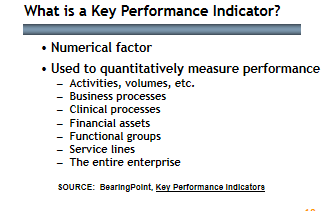 What is a Key Performance Indicator?
• Numerical factor
• Used to quantitatively measure performance
– Activities, volumes, etc.
– Business processes
– Clinical processes
– Financial assets
– Functional groups
– Service lines
– The entire enterprise
SOURCE: BearingPoint, Key Performance Indicators